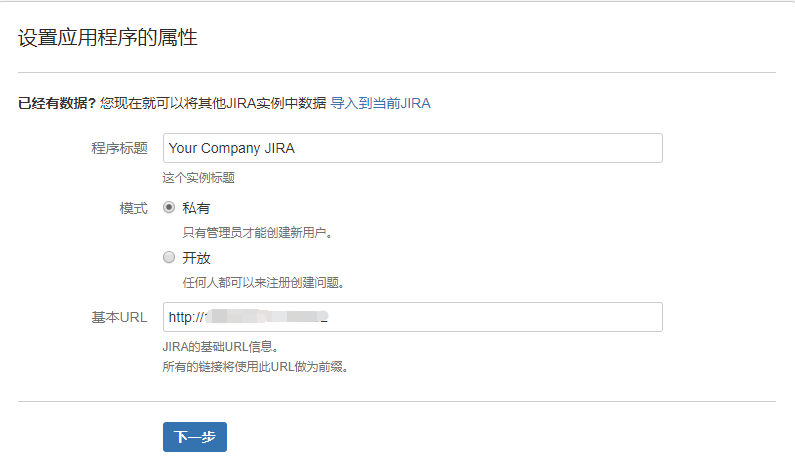 设置应用程序的属性
已经有数据? 您现在就可以将其他JIRA实例中数据 导入到当前JIRA
程序标题 Your Company JIRA
这个实例标题
模式 私有
只有管理员才能创建新用户。
开放
任何人都可以来注册创建问题。
基本URL http://
JIRA的基础URL信息。
所有的链接将使用此URL做为前缀。
下一步